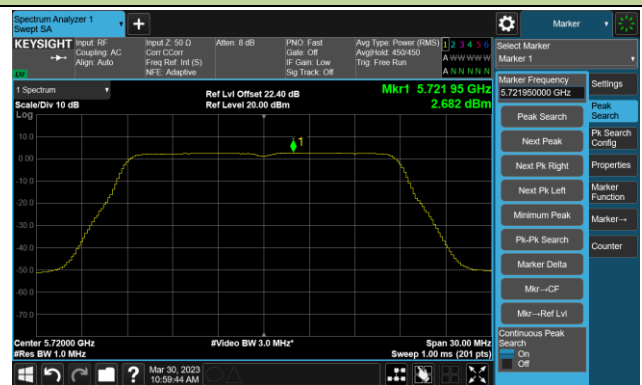 Spectrum Analyzer 1
Swept SA
+
Marker
KEYSIGHT
Input: RF
Coupling: AC
Align: Auto
Input Z: 50 Ω
Corr CCorr
Freq Ref: Int (S)
NFE: Adaptive
Atten: 8 dB
PNO: Fast
Gate: Off
IF Gain: Low
Sig Track: Off
Avg Type: Power (RMS)
Avg|Hold: 450/450
Trig: Free Run
1 2 3 4 5 6
A W W W W W
A N N N N N
LW
Select Marker
Marker 1
1 Spectrum
Scale/Div 10 dB
Log
Ref Lvl Offset 22.40 dB
Ref Level 20.00 dBm
Mkr1 5.721 95 GHz
2.682 dBm
1
10.0
0.00
-10.0
-20.0
-30.0
-40.0
-50.0
-60.0
-70.0
Center 5.72000 GHz
#Res BW 1.0 MHz
#Video BW 3.0 MHz*
Span 30.00 MHz
Sweep 1.00 ms (201 pts)
Marker Frequency
5.721950000 GHz
Peak Search
Next Peak
Next Pk Right
Next Pk Left
Minimum Peak
Pk-Pk Search
Marker Delta
Mkr→CF
Mkr→Ref Lvl
Continuous Peak
Search
On
Off
Settings
Peak
Search
Pk Search
Config
Properties
Marker
Function
Marker→
Counter
?
Mar 30, 2023
10:59:44 AM